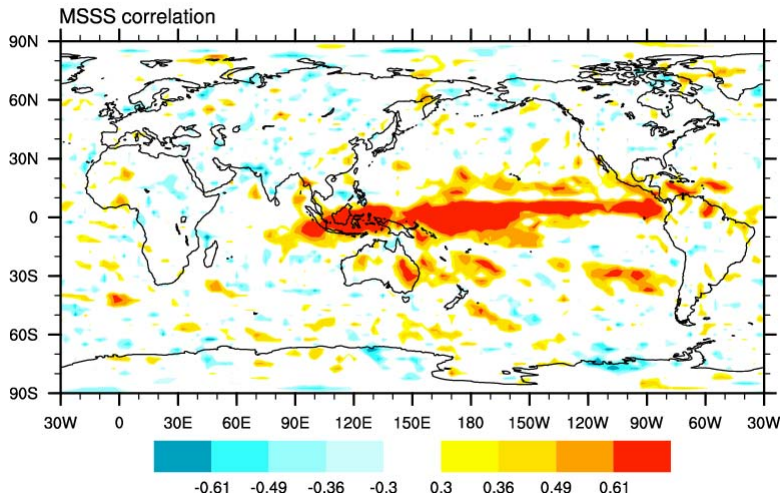 MSSS correlation
90N
60N
30N
0
30S
60S
90S
30W 0 30E 60E 90E 120E 150E 180 150W 120W 90W 60W 30W
-0.61 -0.49 -0.36 -0.3 0.3 0.36 0.49 0.61